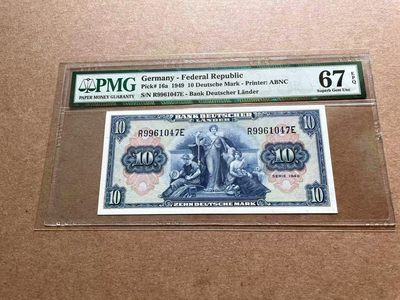 PMG
PAPER MONEY GUARANTY
Germany - Federal Republic
Pick# 16a 1949 10 Deutsche Mark - Printer: ABNC
S/N R9961047E - Bank Deutscher Länder
67 EPQ
Superb Gem Unc
BANK DEUTSCHER
LÄNDER
10 10
R9961047E R9961047E
10 10
SERIE 1949
10 10
ZEHN DEUTSCHE MARK